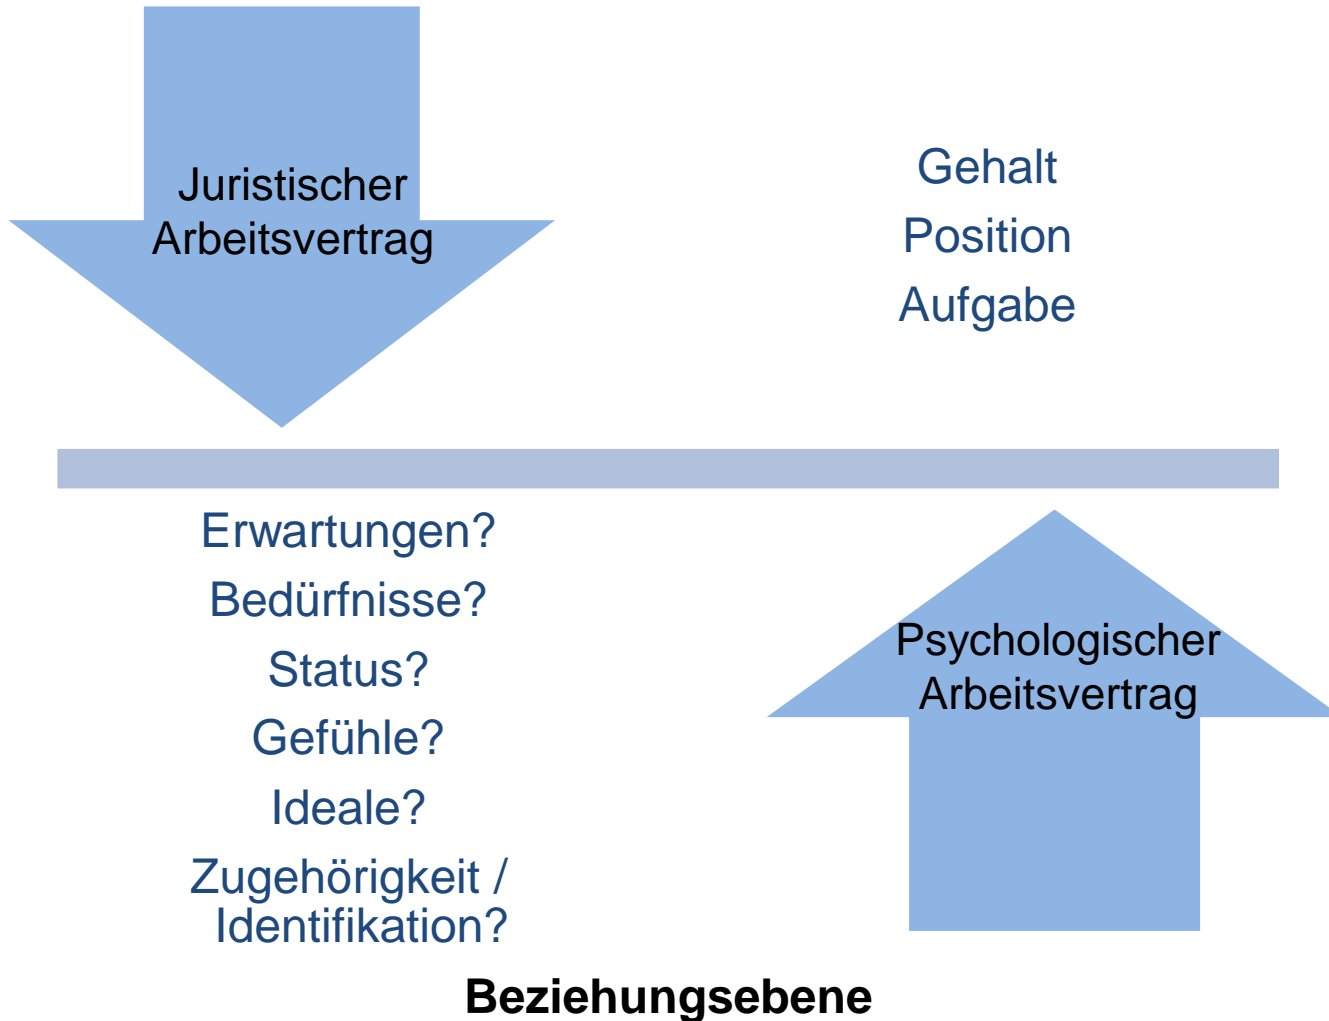 Juristischer
Arbeitsvertrag
Gehalt
Position
Aufgabe
Erwartungen?
Bedürfnisse?
Status?
Gefühle?
Ideale?
Zugehörigkeit /
Identifikation?
Psychologischer
Arbeitsvertrag
Beziehungsebene